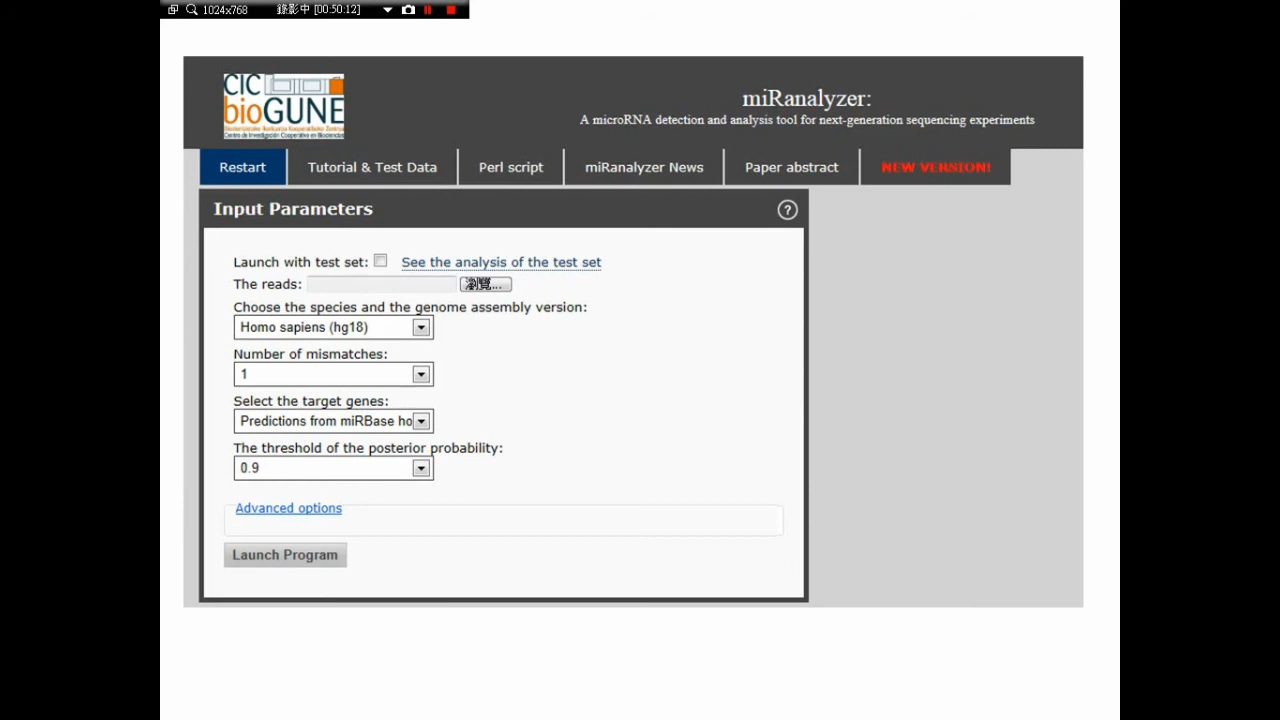 1024x768 錄影中 [00:50:12]
CIC
bioGUNE
miRanalyzer:
A microRNA detection and analysis tool for next-generation sequencing experiments
Restart Tutorial & Test Data Perl script miRanalyzer News Paper abstract NEW VERSION!
Input Parameters ?
Launch with test set: See the analysis of the test set
The reads: 瀏覽...
Choose the species and the genome assembly version:
Homo sapiens (hg18)
Number of mismatches:
1
Select the target genes:
Predictions from miRBase ho
The threshold of the posterior probability:
0.9
Advanced options
Launch Program